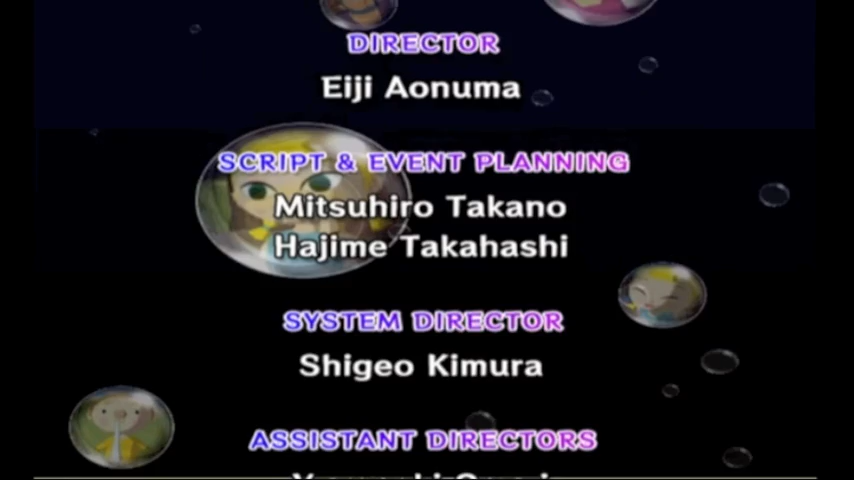 DIRECTOR
Eiji Aonuma
SCRIPT & EVENT PLANNING
Mitsuhiro Takano
Hajime Takahashi
SYSTEM DIRECTOR
Shigeo Kimura
ASSISTANT DIRECTORS